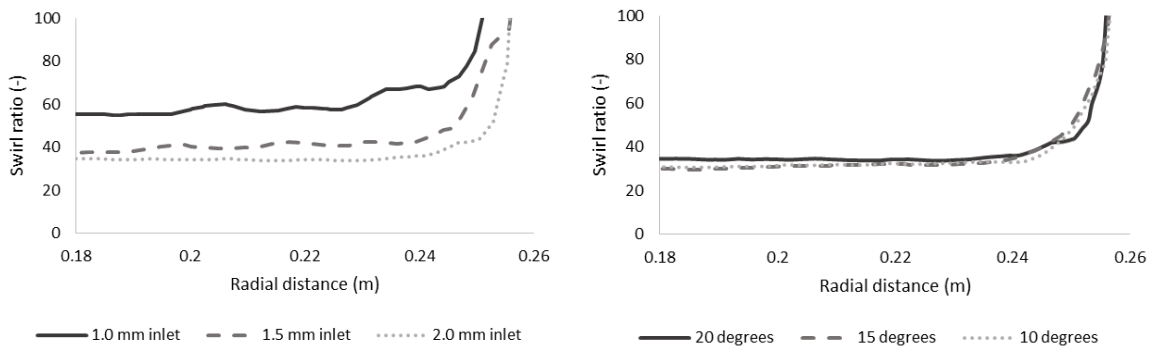 100
80
60
40
20
0
Swirl ratio (-)
0.18 0.2 0.22 0.24 0.26
Radial distance (m)
1.0 mm inlet 1.5 mm inlet 2.0 mm inlet
100
80
60
40
20
0
Swirl ratio (-)
0.18 0.2 0.22 0.24 0.26
Radial distance (m)
20 degrees 15 degrees 10 degrees